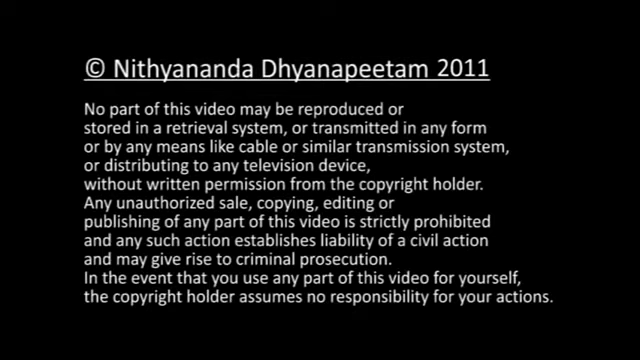 © Nithyananda Dhyanapeetam 2011
No part of this video may be reproduced or
stored in a retrieval system, or transmitted in any form
or by any means like cable or similar transmission system,
or distributing to any television device,
without written permission from the copyright holder.
Any unauthorized sale, copying, editing or
publishing of any part of this video is strictly prohibited
and any such action establishes liability of a civil action
and may give rise to criminal prosecution.
In the event that you use any part of this video for yourself,
the copyright holder assumes no responsibility for your actions.